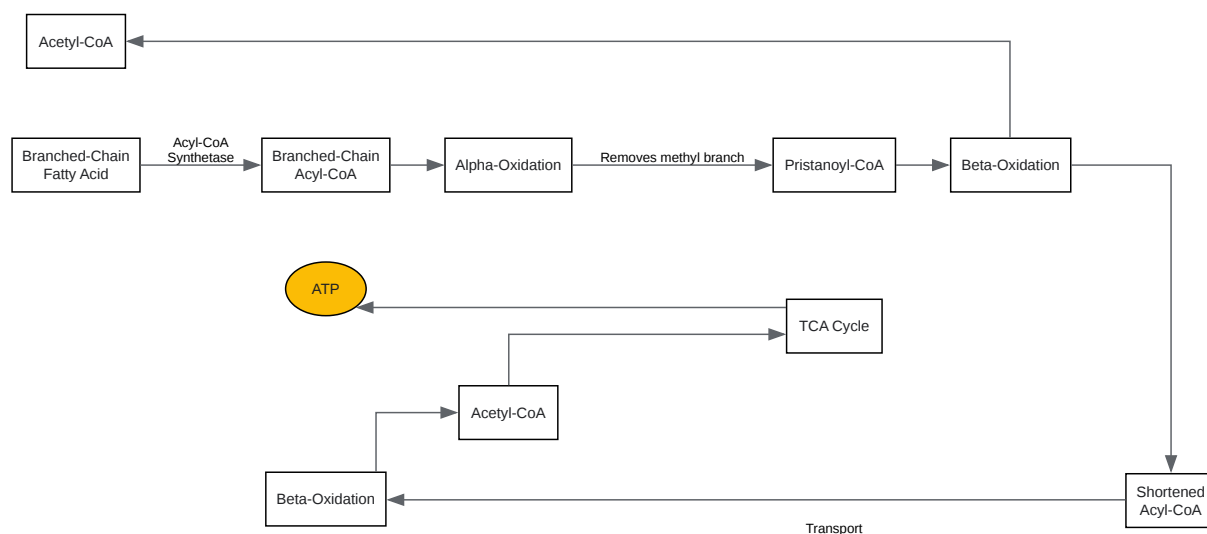 Acetyl-CoA
Branched-Chain
Fatty Acid
Acyl-CoA
Synthetase
Branched-Chain
Acyl-CoA
Alpha-Oxidation
Removes methyl branch
Pristanoyl-CoA
Beta-Oxidation
ATP
TCA Cycle
Acetyl-CoA
Beta-Oxidation
Shortened
Acyl-CoA
Transport